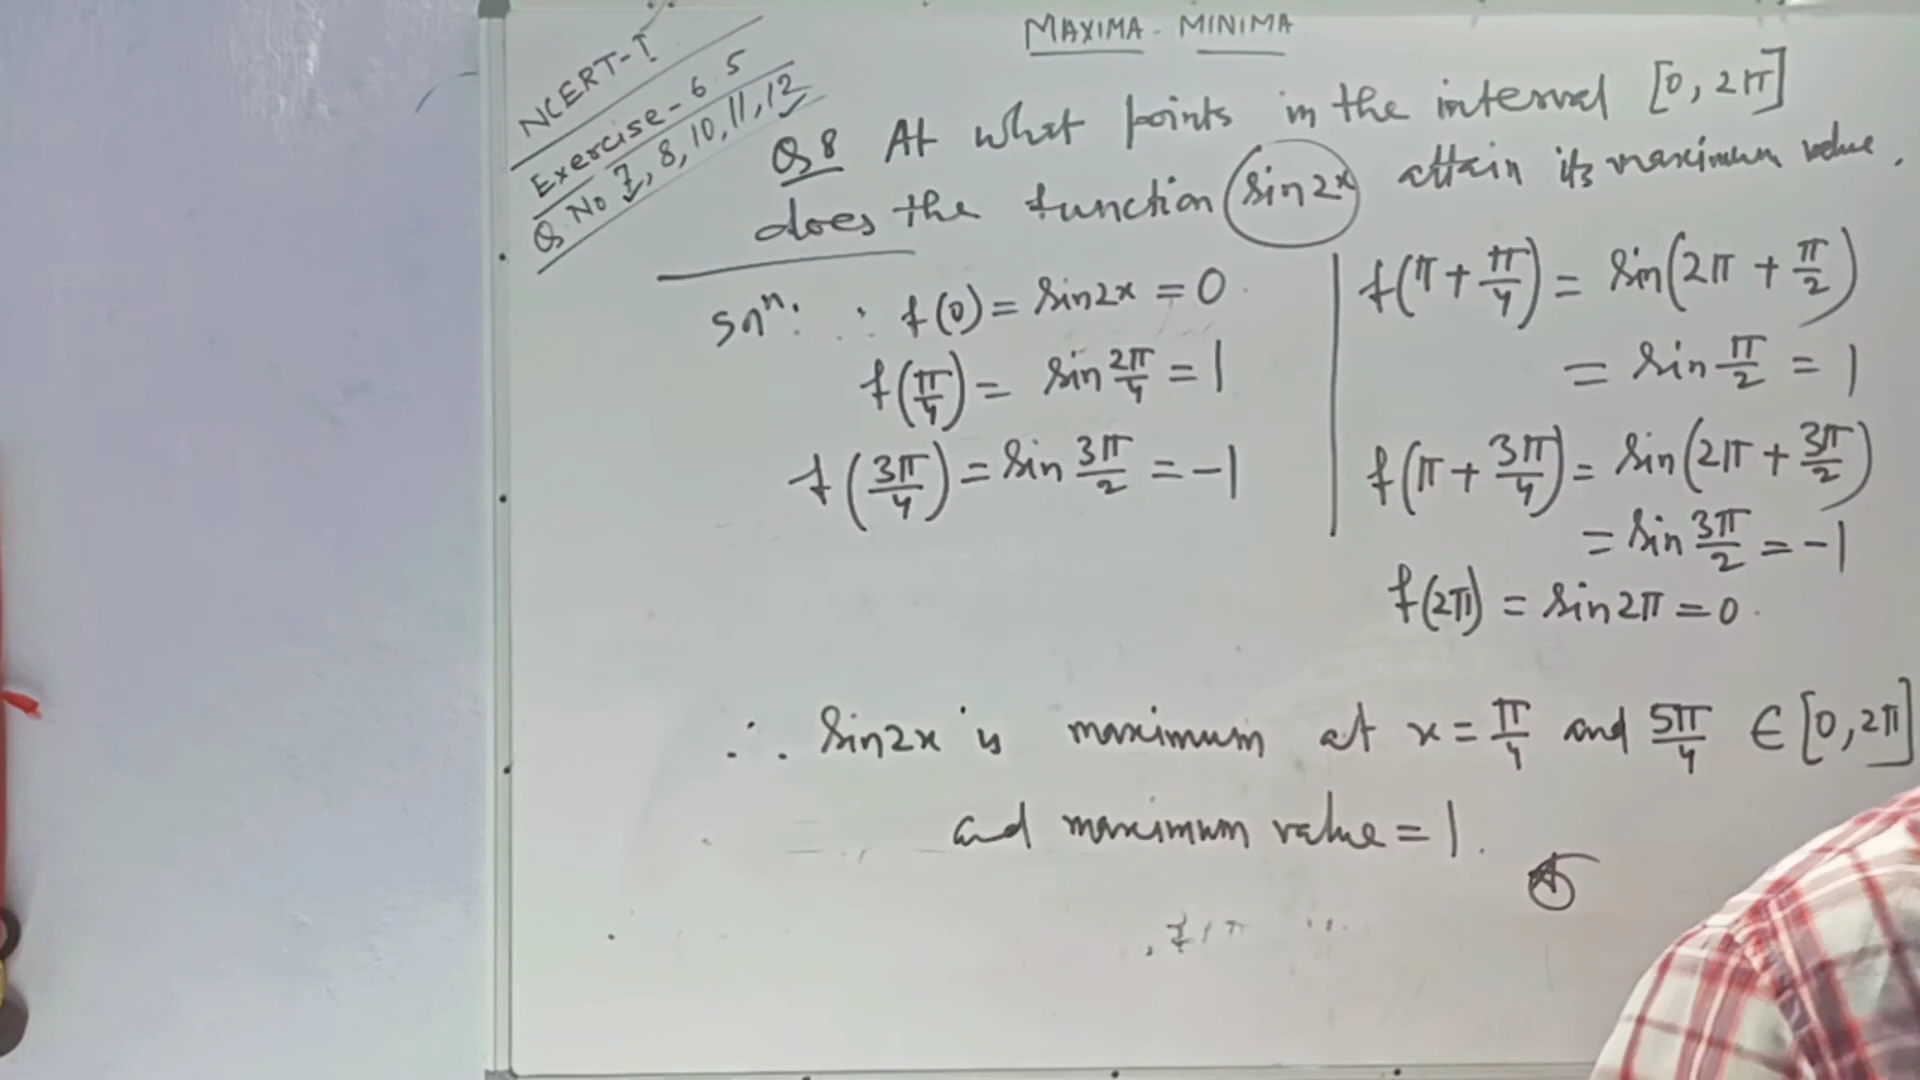 MAXIMA - MINIMA
NCERT-I
Exercise-6.5
Q.No 7, 8, 10, 11, 12
Q8 At what points in the interval [0, 2π]
does the function sin2x attain its maximum value.
Solⁿ. ∴ f(0) = sin2x = 0
f(π/4) = sin 2π/4 = 1
f(3π/4) = sin 3π/2 = -1
f(π + π/4) = sin(2π + π/2)
= sin π/2 = 1
f(π + 3π/4) = sin(2π + 3π/2)
= sin 3π/2 = -1
f(2π) = sin2π = 0.
∴ sin2x is maximum at x = π/4 and 5π/4 ∈ [0, 2π]
and maximum value = 1.